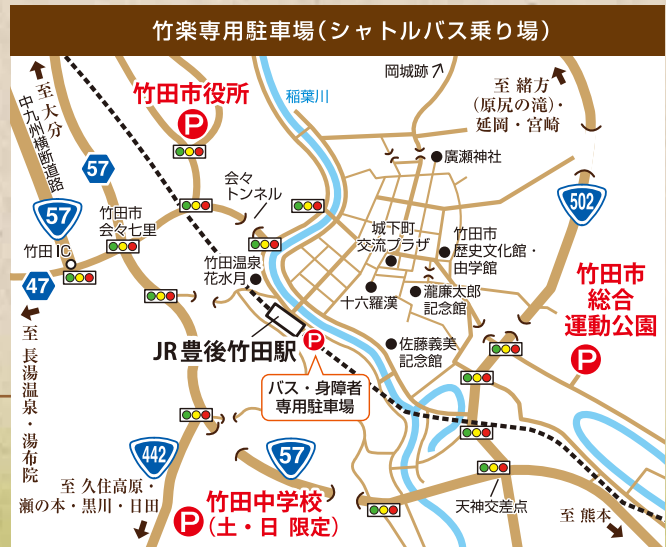 竹楽専用駐車場(シャトルバス乗り場)
岡城跡
至 大分
中九州横断道路
竹田市役所
P
稲葉川
至 緒方
(原尻の滝)・
延岡・宮崎
57
廣瀬神社
会々
トンネル
57
竹田市
会々七里
502
竹田IC
城下町
交流プラザ
竹田市
歴史文化館・
由学館
竹田温泉
花水月
47
十六羅漢
瀧廉太郎
記念館
竹田市
総合
運動公園
P
至 長湯温泉・湯布院
JR豊後竹田駅
P
佐藤義美
記念館
バス・身障者
専用駐車場
442
57
至 久住高原・
瀬の本・黒川・日田
P
竹田中学校
(土・日 限定)
天神交差点
至 熊本